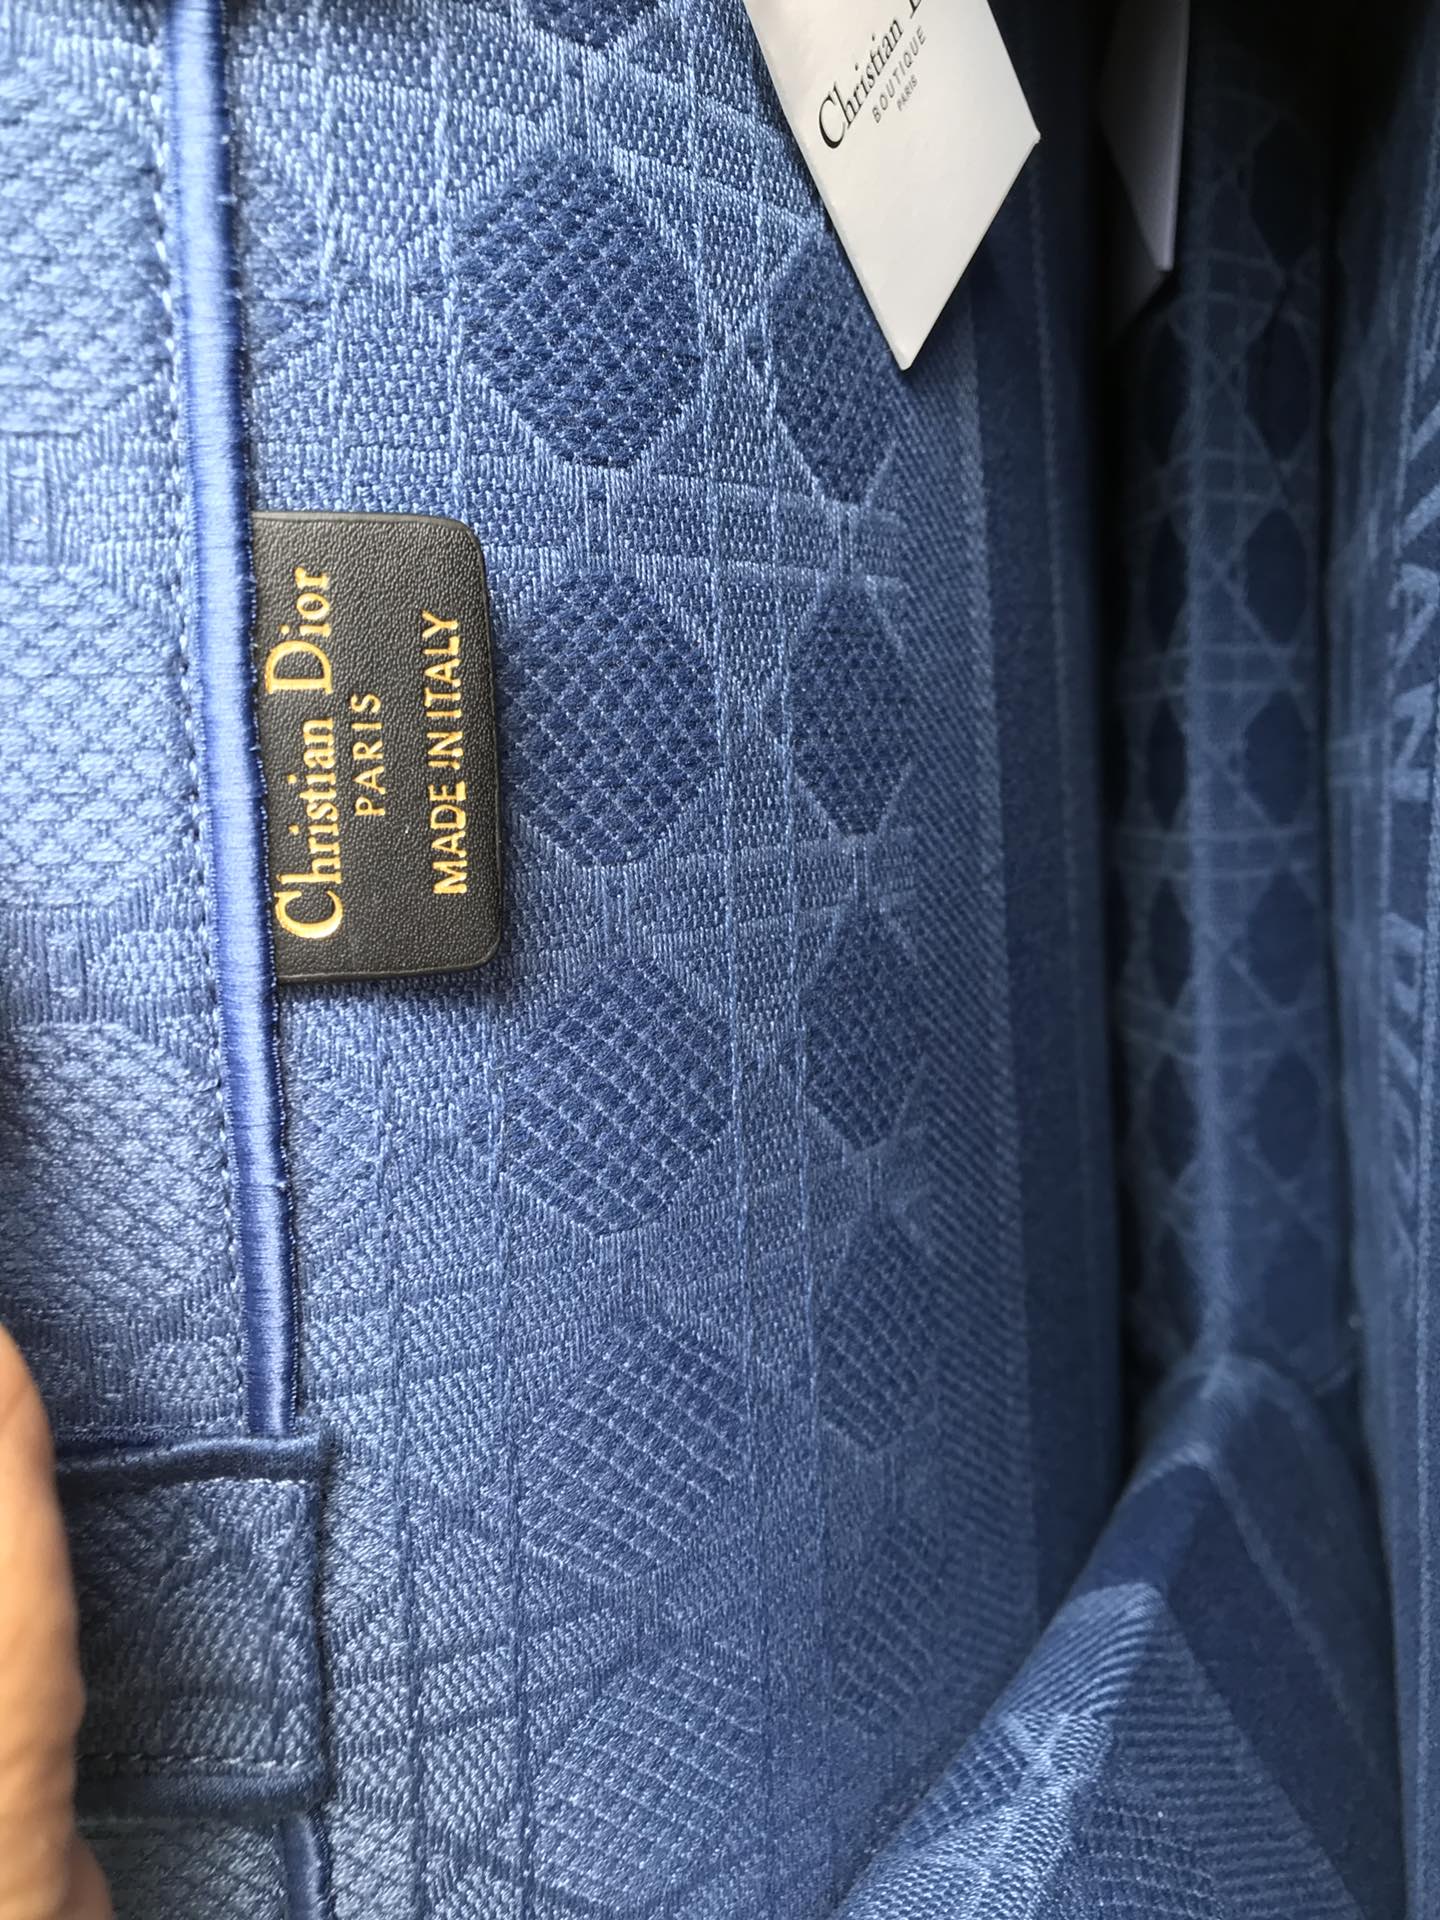 Christian
BOUTIQUE
PARIS
Christian Dior
PARIS
MADE IN ITALY